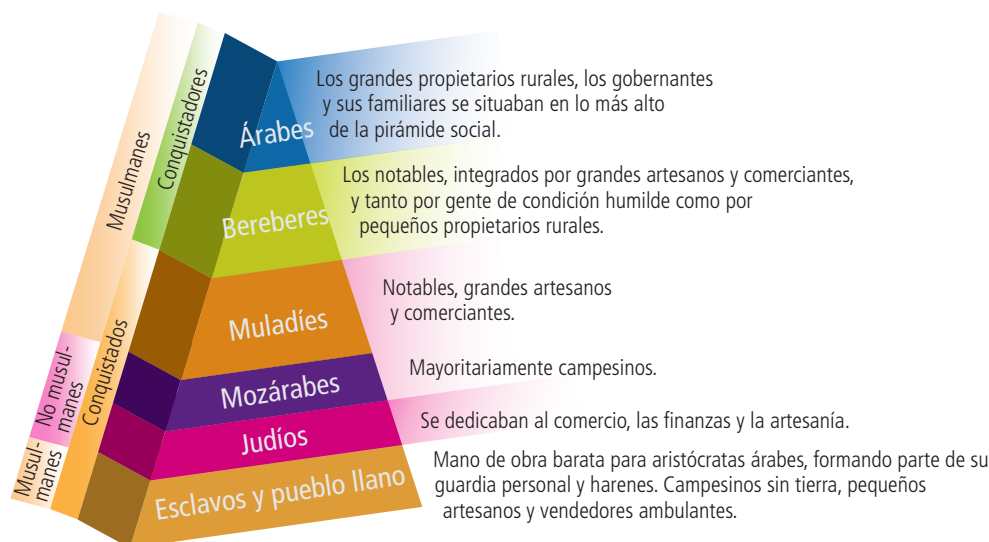 Musulmanes
Conquistadores
Árabes
Los grandes propietarios rurales, los gobernantes
y sus familiares se situaban en lo más alto
de la pirámide social.
Bereberes
Los notables, integrados por grandes artesanos y comerciantes,
y tanto por gente de condición humilde como por
pequeños propietarios rurales.
Conquistados
Muladíes
Notables, grandes artesanos
y comerciantes.
No musul-
manes
Mozárabes
Mayoritariamente campesinos.
Judíos
Se dedicaban al comercio, las finanzas y la artesanía.
Musul-
manes
Esclavos y pueblo llano
Mano de obra barata para aristócratas árabes, formando parte de su
guardia personal y harenes. Campesinos sin tierra, pequeños
artesanos y vendedores ambulantes.